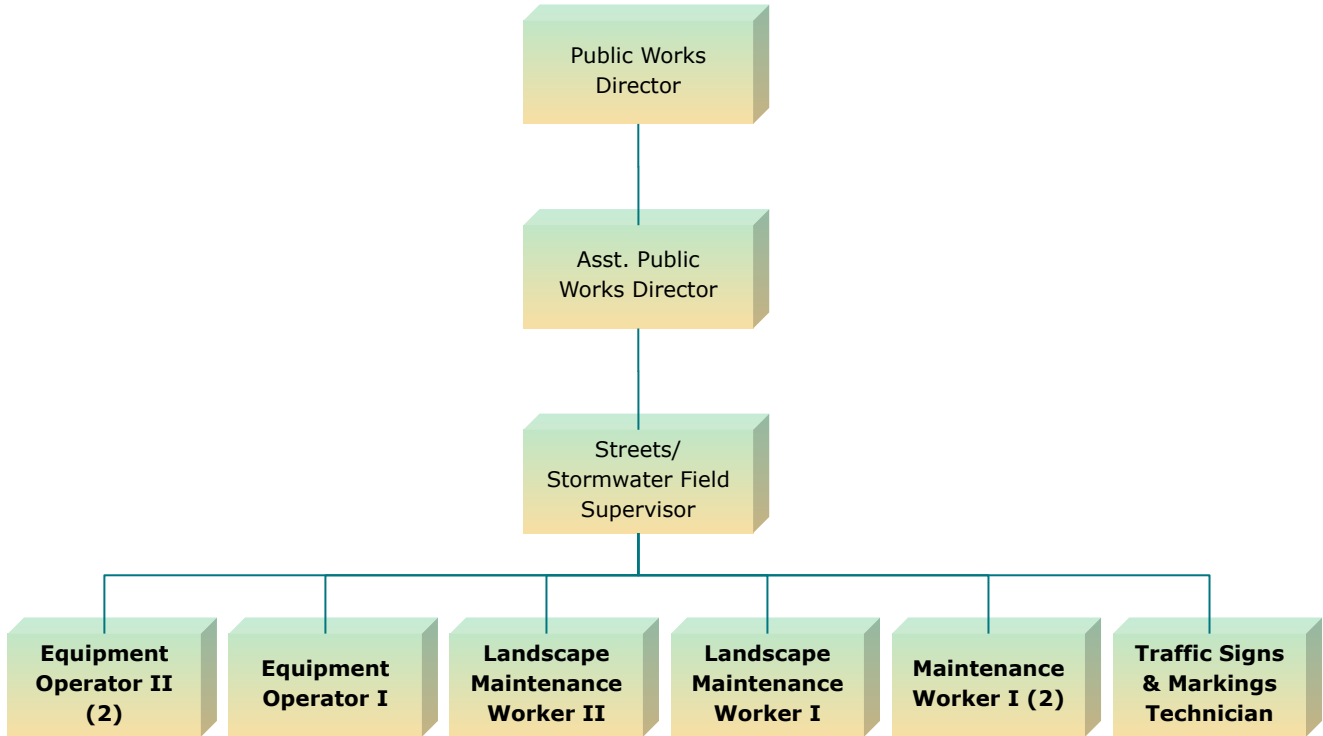 Public Works
Director
Asst. Public
Works Director
Streets/
Stormwater Field
Supervisor
Equipment
Operator II
(2)
Equipment
Operator I
Landscape
Maintenance
Worker II
Landscape
Maintenance
Worker I
Maintenance
Worker I (2)
Traffic Signs
& Markings
Technician